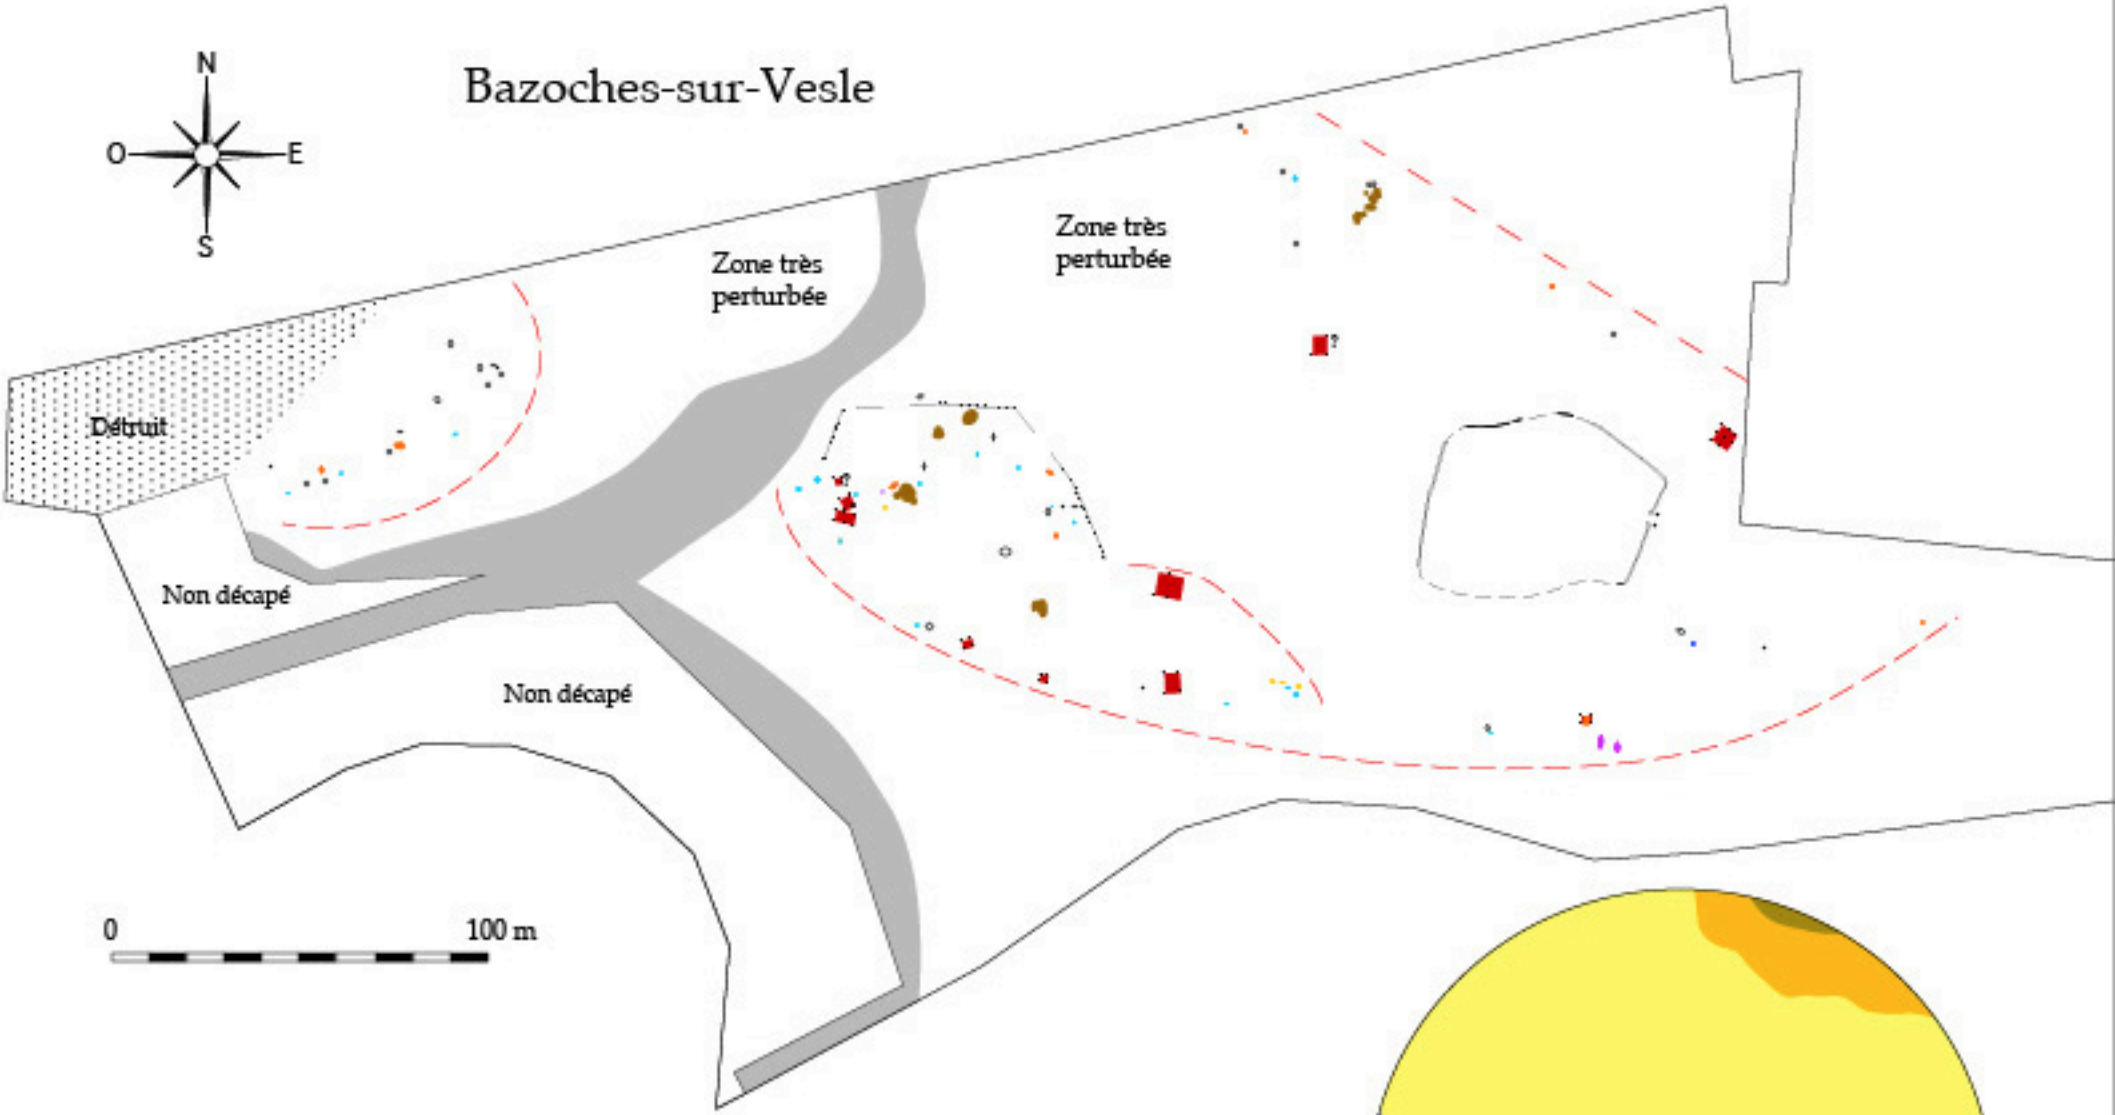 N
Bazoches-sur-Vesle
O
E
S
Zone très
perturbée
Zone très
perturbée
?
Détruit
?
Non décapé
Non décapé
0
100 m